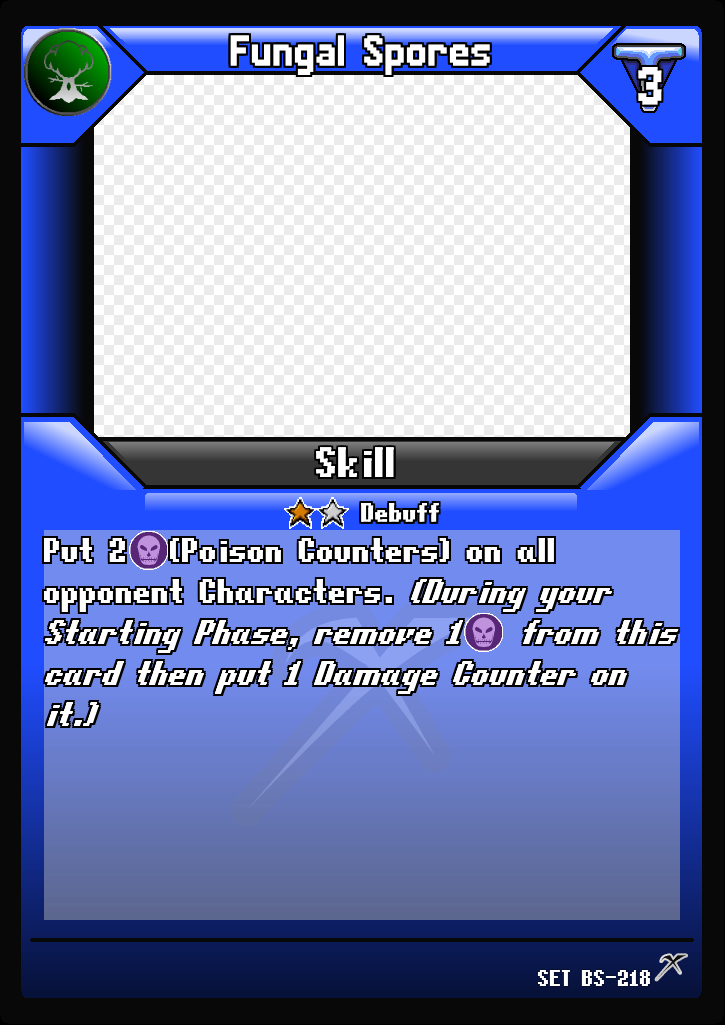 Fungal Spores
3
Skill
Debuff
Put 2(Poison Counters) on all
opponent Characters. (During your
Starting Phase, remove 1 from this
card then put 1 Damage Counter on
it.)
SET BS-218